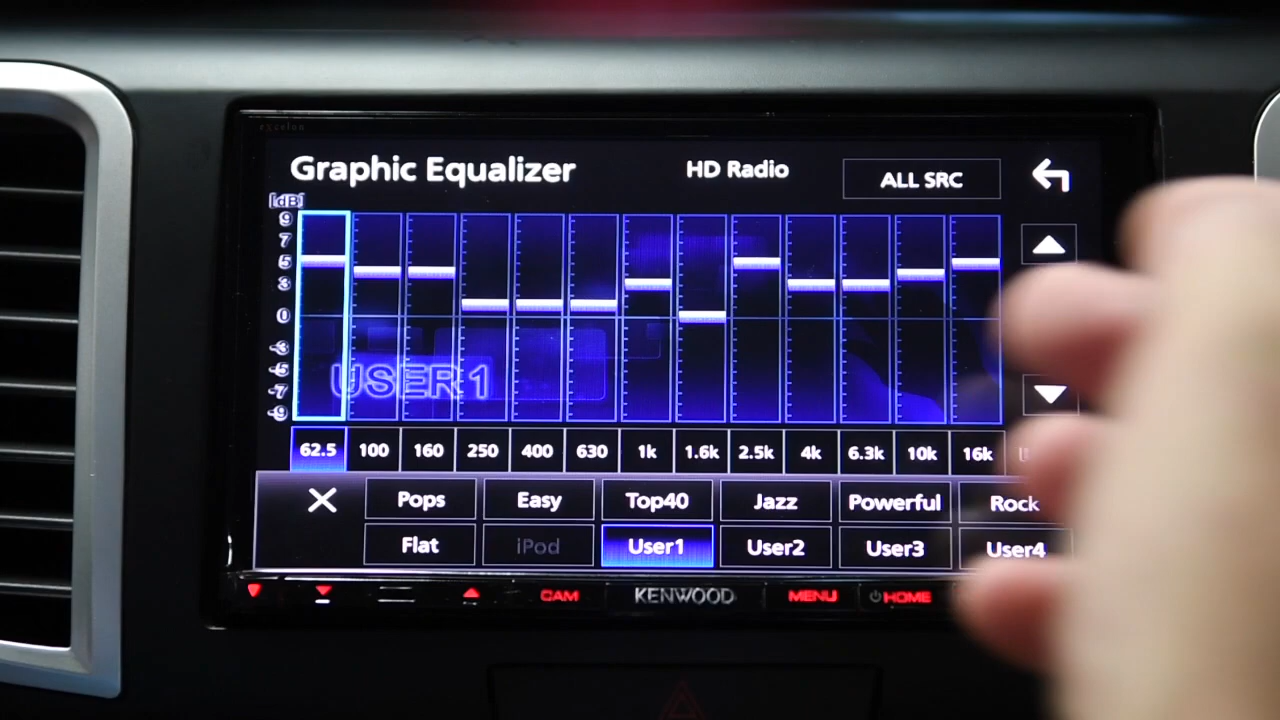 excelon
Graphic Equalizer HD Radio ALL SRC
[dB]
9
7
5
3
0
-3
-5
-7
-9
USER1
62.5 100 160 250 400 630 1k 1.6k 2.5k 4k 6.3k 10k 16k
Pops Easy Top40 Jazz Powerful Rock
Flat iPod User1 User2 User3 User4
CAM KENWOOD MENU HOME